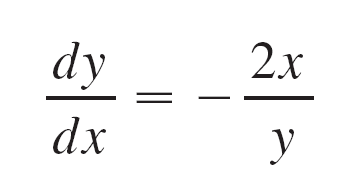 dy/dx = − 2x/y